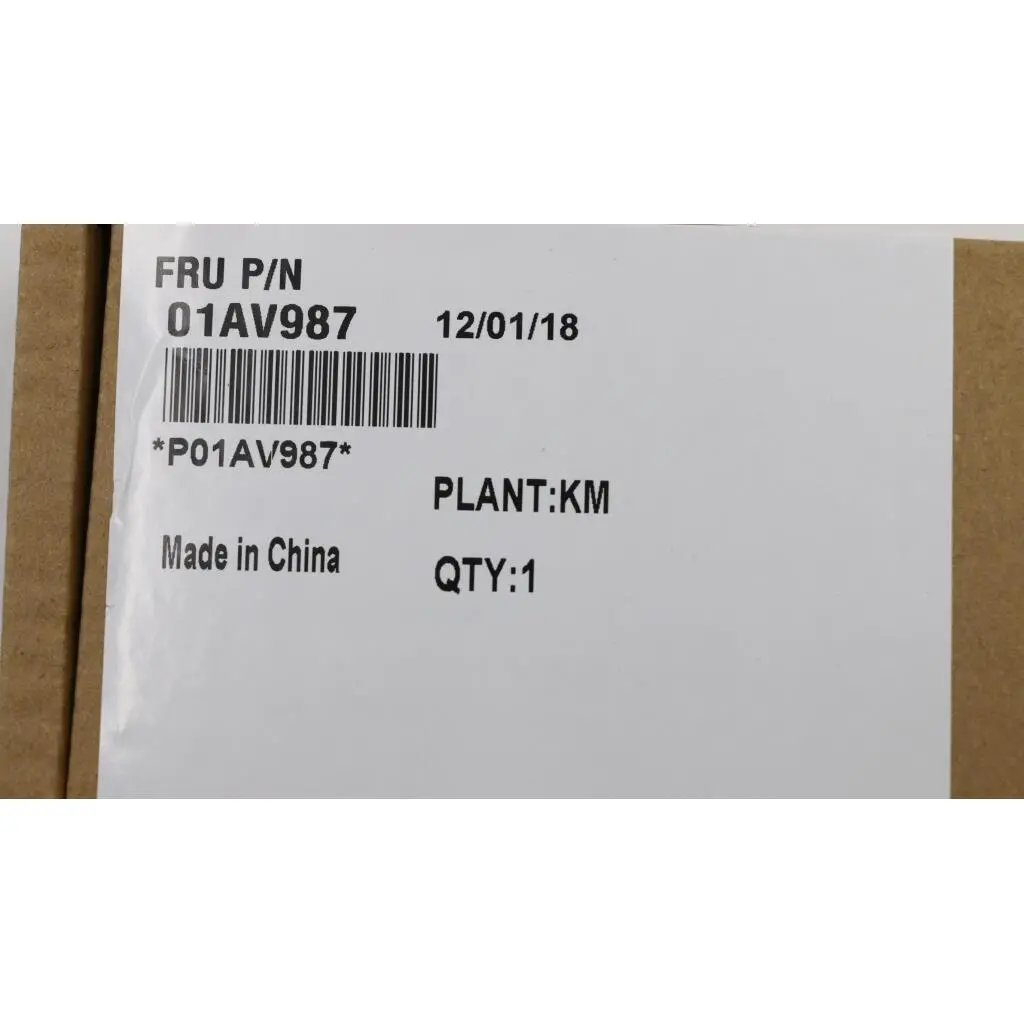 FRU P/N
01AV987 12/01/18
*P01AV987*
PLANT:KM
Made in China
QTY:1